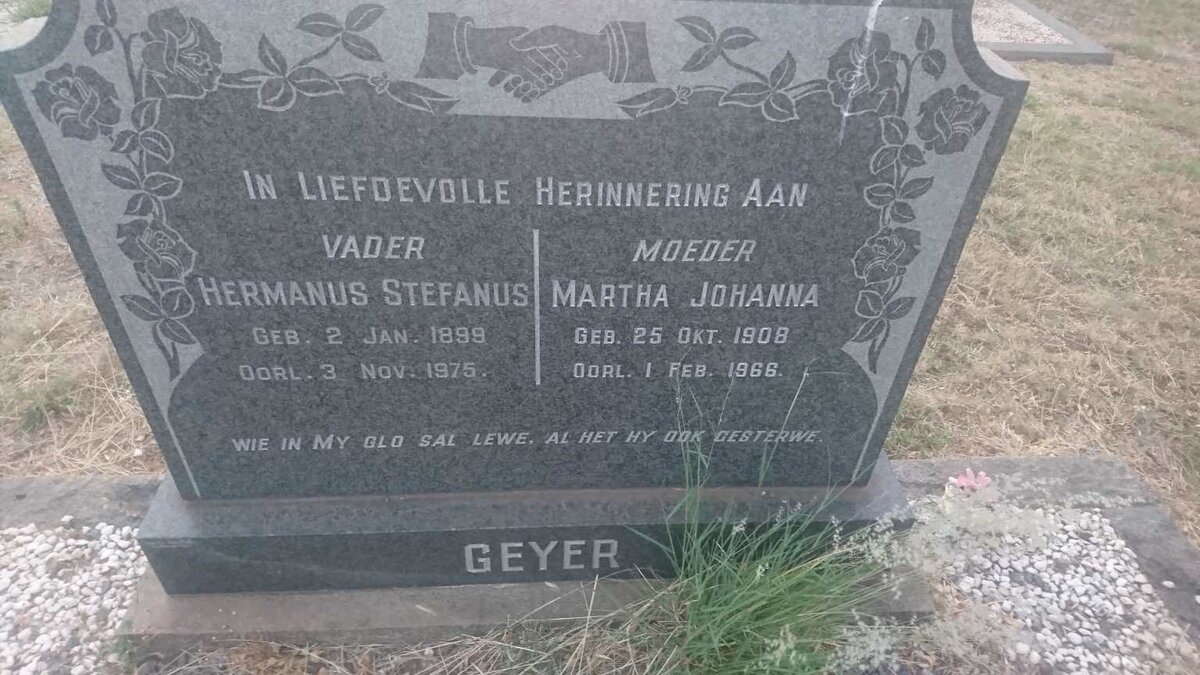 IN LIEFDEVOLLE HERINNERING AAN
VADER
HERMANUS STEFANUS
GEB. 2 JAN. 1899
OORL. 3 NOV. 1975.
MOEDER
MARTHA JOHANNA
GEB. 25 OKT. 1908
OORL. 1 FEB. 1966.
WIE IN MY GLO SAL LEWE, AL HET HY OOK GESTERWE.
GEYER